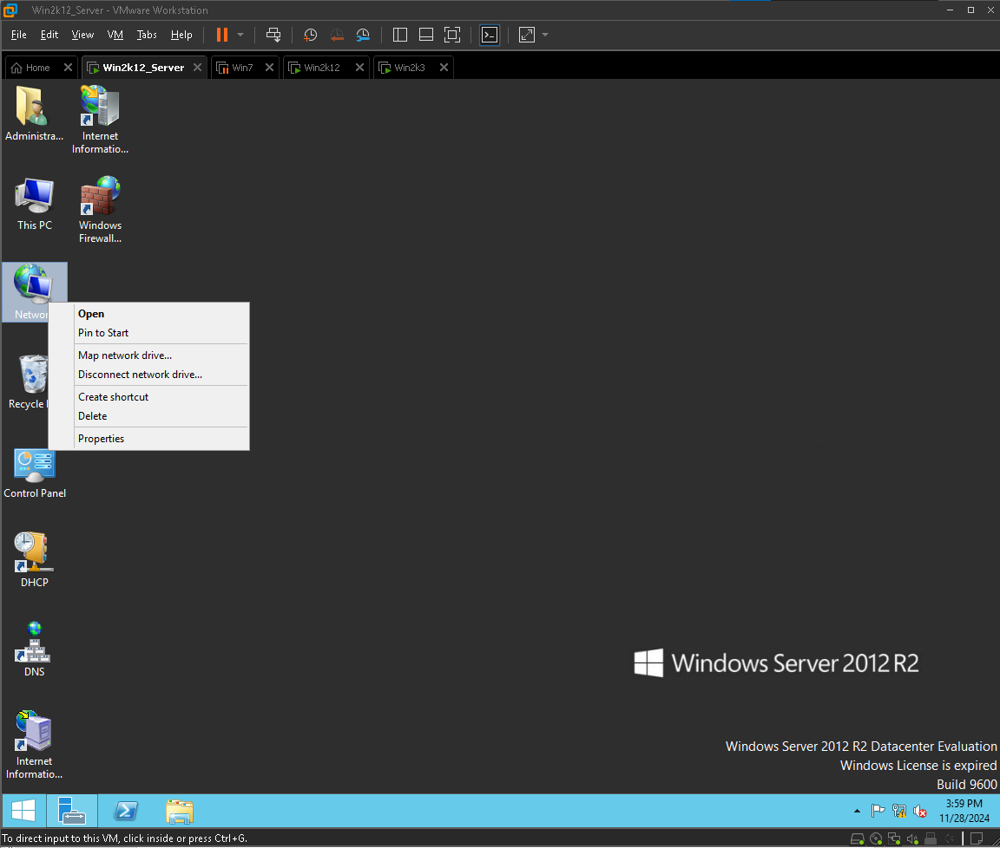 Win2k12_Server - VMware Workstation
File Edit View VM Tabs Help
Home Win2k12_Server Win7 Win2k12 Win2k3
Administra...
Internet
Informatio...
This PC
Windows
Firewall...
Networ
Open
Pin to Start
Map network drive...
Disconnect network drive...
Create shortcut
Delete
Properties
Recycle
Control Panel
DHCP
DNS
Internet
Informatio...
Windows Server 2012 R2
Windows Server 2012 R2 Datacenter Evaluation
Windows License is expired
Build 9600
3:59 PM
11/28/2024
To direct input to this VM, click inside or press Ctrl+G.